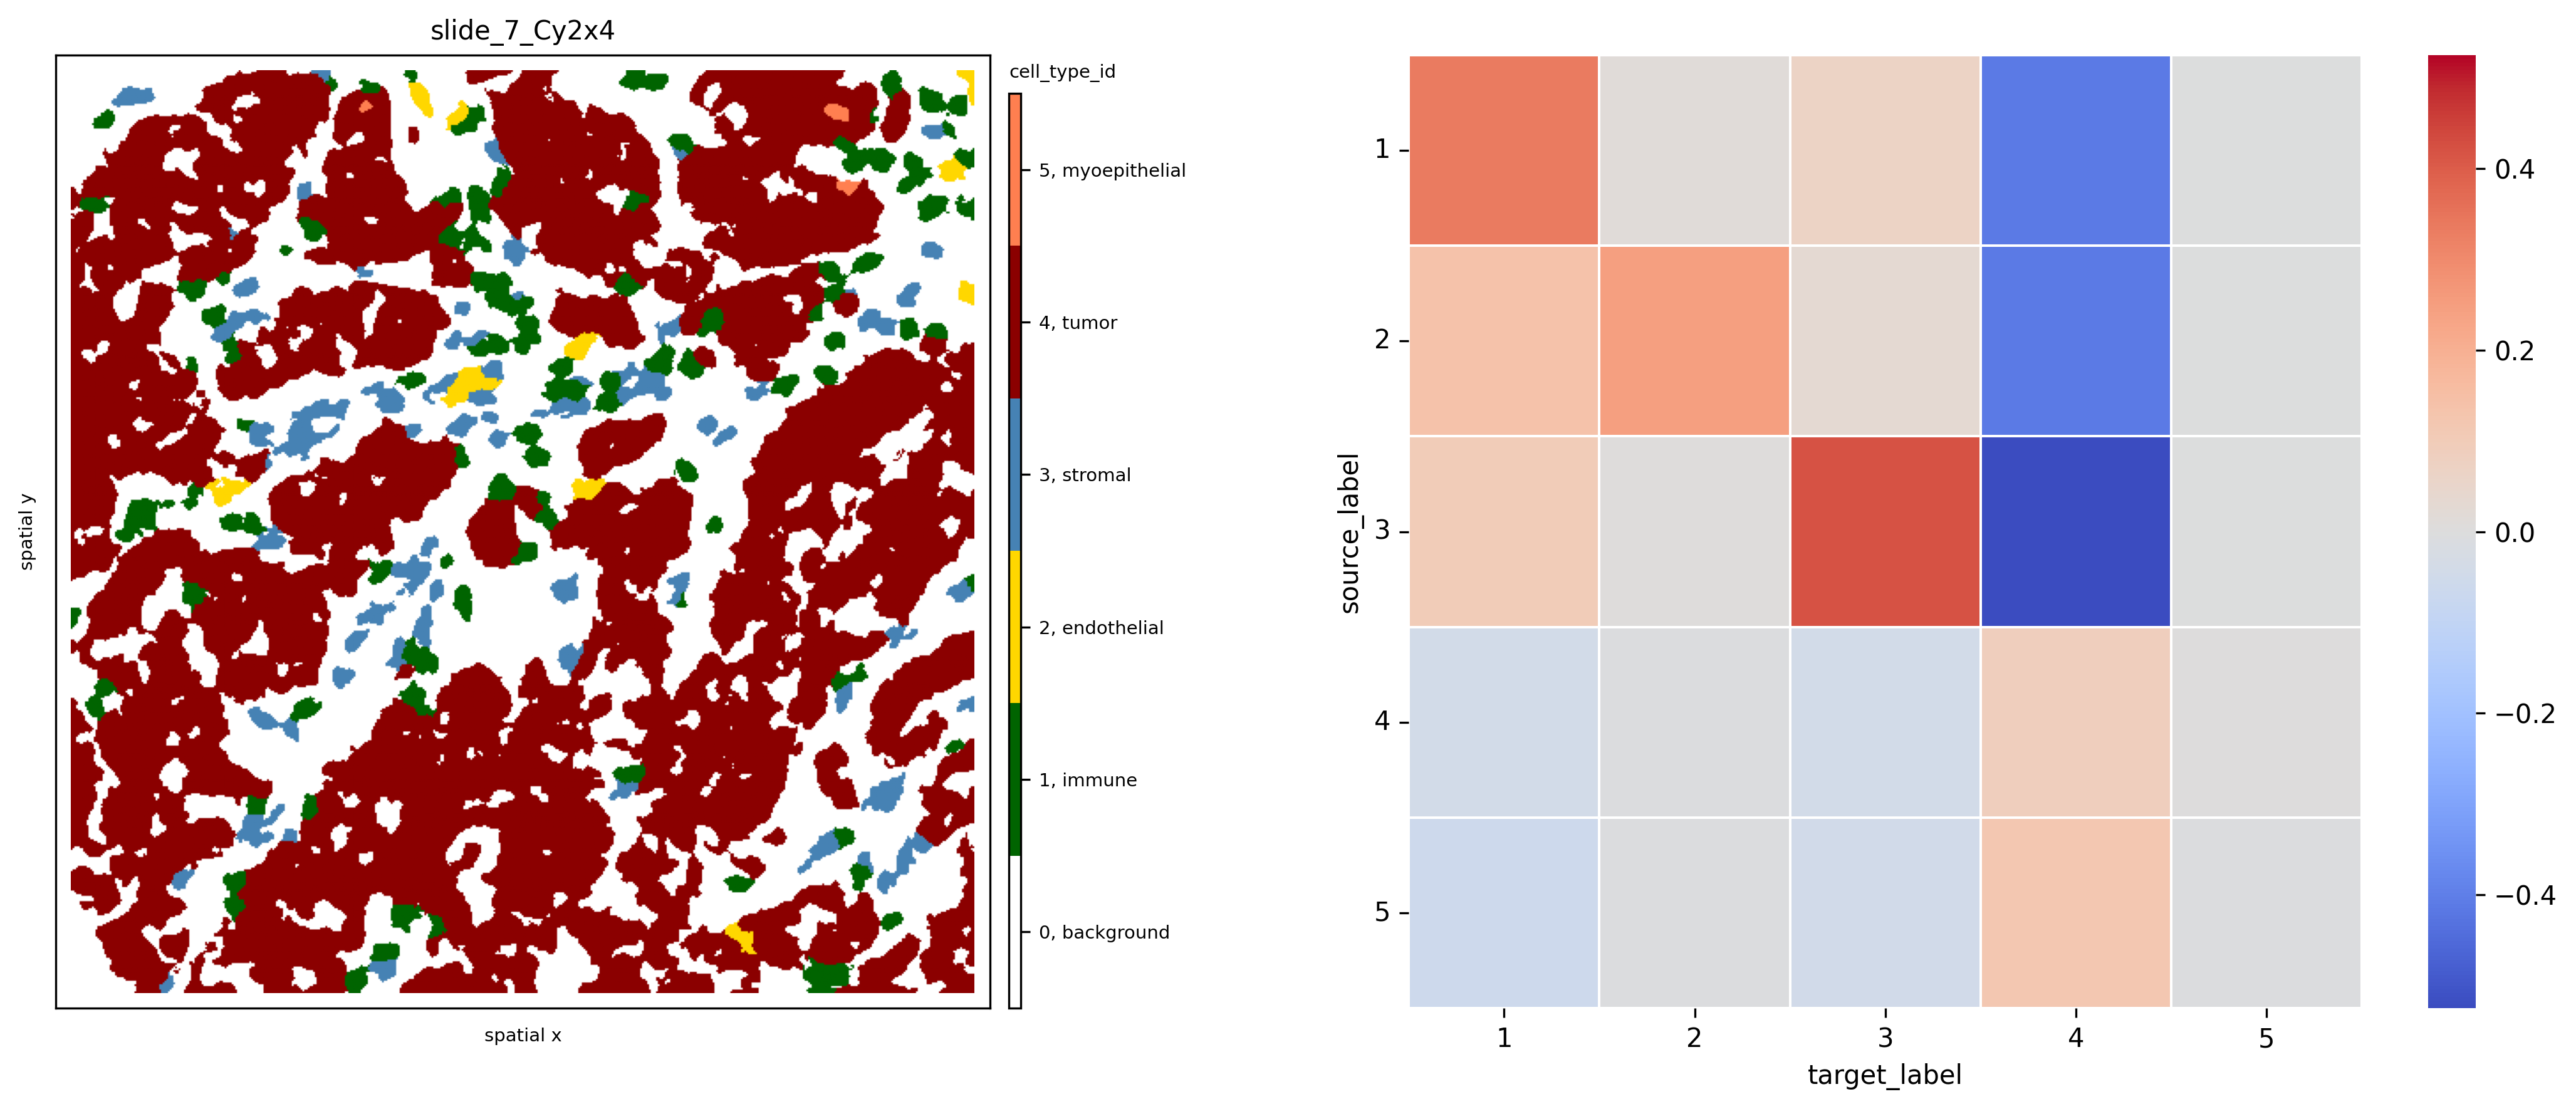 slide_7_Cy2x4
cell_type_id
5, myoepithelial
4, tumor
3, stromal
2, endothelial
1, immune
0, background
spatial y
spatial x
source_label
1
2
3
4
5
1
2
3
4
5
target_label
0.4
0.2
0.0
−0.2
−0.4